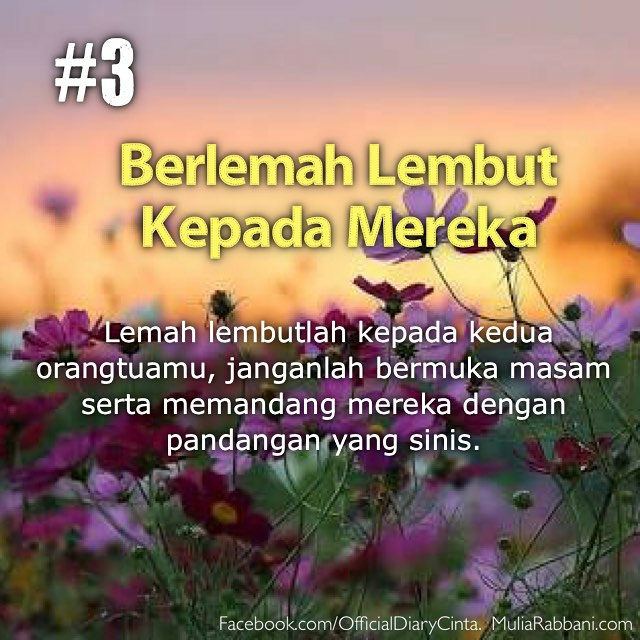 #3
Berlemah Lembut
Kepada Mereka
Lemah lembutlah kepada kedua
orangtuamu, janganlah bermuka masam
serta memandang mereka dengan
pandangan yang sinis.
Facebook.com/OfficialDiaryCinta. MuliaRabbani.com